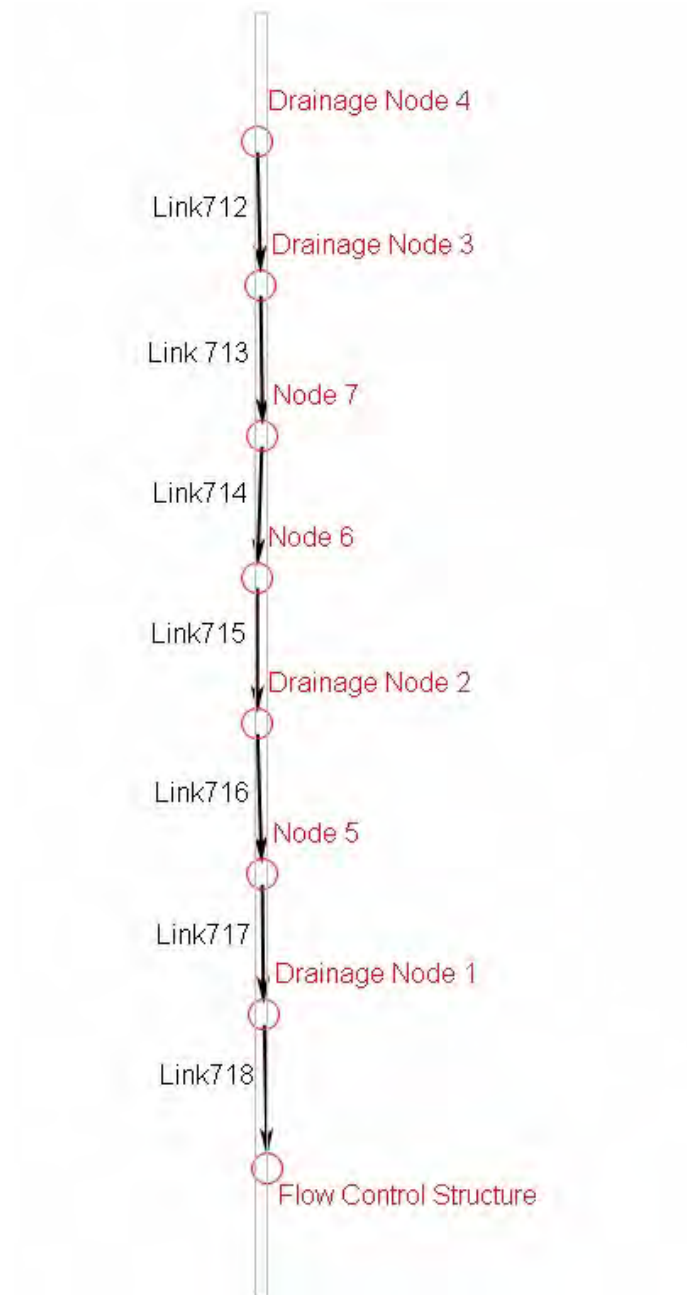 Drainage Node 4
Link712
Drainage Node 3
Link 713
Node 7
Link714
Node 6
Link715
Drainage Node 2
Link716
Node 5
Link717
Drainage Node 1
Link718
Flow Control Structure